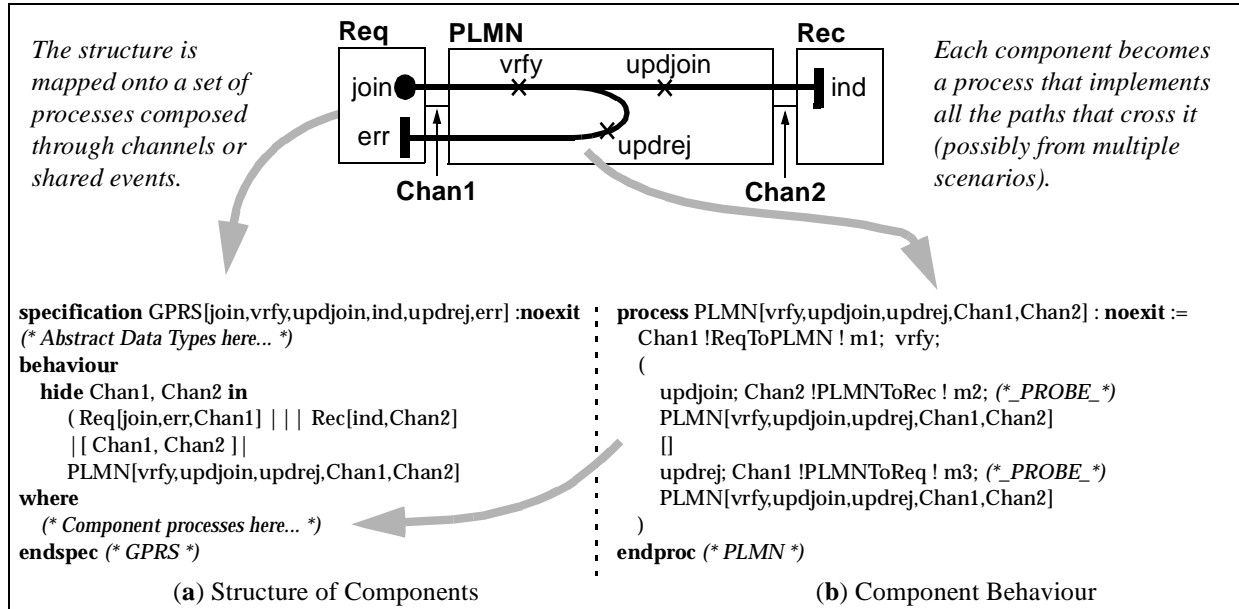 The structure is
mapped onto a set of
processes composed
through channels or
shared events.
Req
PLMN
Rec
join
vrfy
updjoin
ind
err
updrej
Chan1
Chan2
Each component becomes
a process that implements
all the paths that cross it
(possibly from multiple
scenarios).
specification GPRS[join,vrfy,updjoin,ind,updrej,err] :noexit
(* Abstract Data Types here... *)
behaviour
hide Chan1, Chan2 in
( Req[join,err,Chan1] ||| Rec[ind,Chan2]
|[ Chan1, Chan2 ]|
PLMN[vrfy,updjoin,updrej,Chan1,Chan2]
where
(* Component processes here... *)
endspec (* GPRS *)
(a) Structure of Components
process PLMN[vrfy,updjoin,updrej,Chan1,Chan2] : noexit :=
Chan1 !ReqToPLMN ! m1; vrfy;
(
updjoin; Chan2 !PLMNToRec ! m2; (*_PROBE_*)
PLMN[vrfy,updjoin,updrej,Chan1,Chan2]
[]
updrej; Chan1 !PLMNToReq ! m3; (*_PROBE_*)
PLMN[vrfy,updjoin,updrej,Chan1,Chan2]
)
endproc (* PLMN *)
(b) Component Behaviour